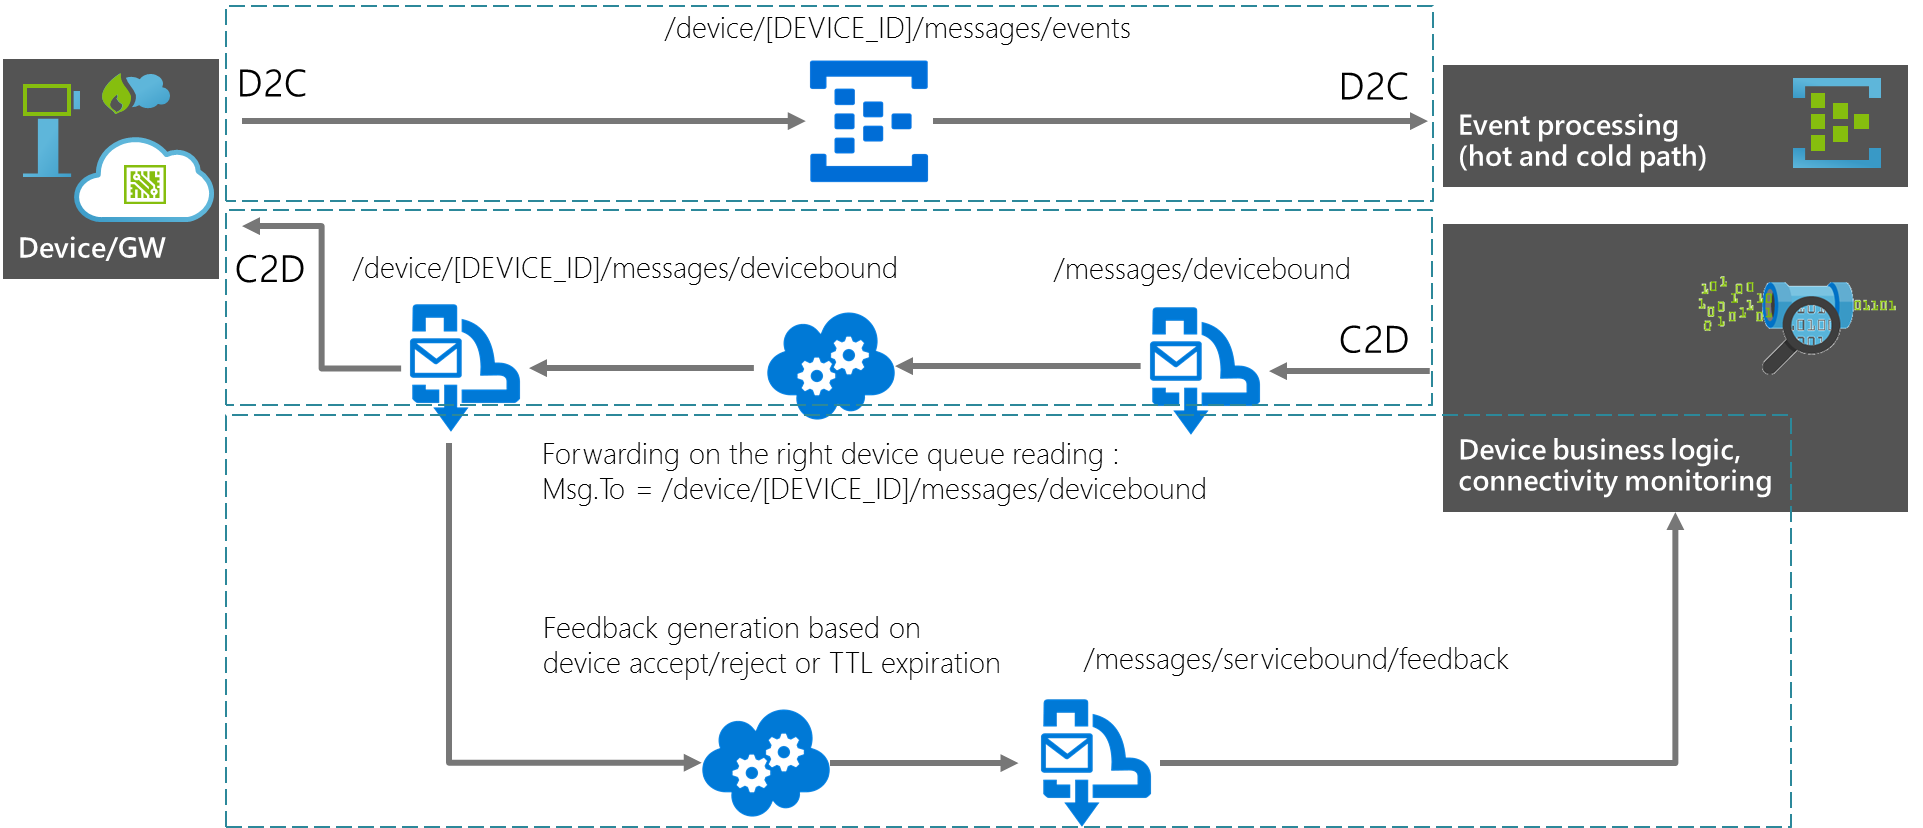 /device/[DEVICE_ID]/messages/events
D2C
D2C
Event processing
(hot and cold path)
Device/GW
C2D
/device/[DEVICE_ID]/messages/devicebound
/messages/devicebound
C2D
Forwarding on the right device queue reading :
Msg.To = /device/[DEVICE_ID]/messages/devicebound
Device business logic,
connectivity monitoring
Feedback generation based on
device accept/reject or TTL expiration
/messages/servicebound/feedback